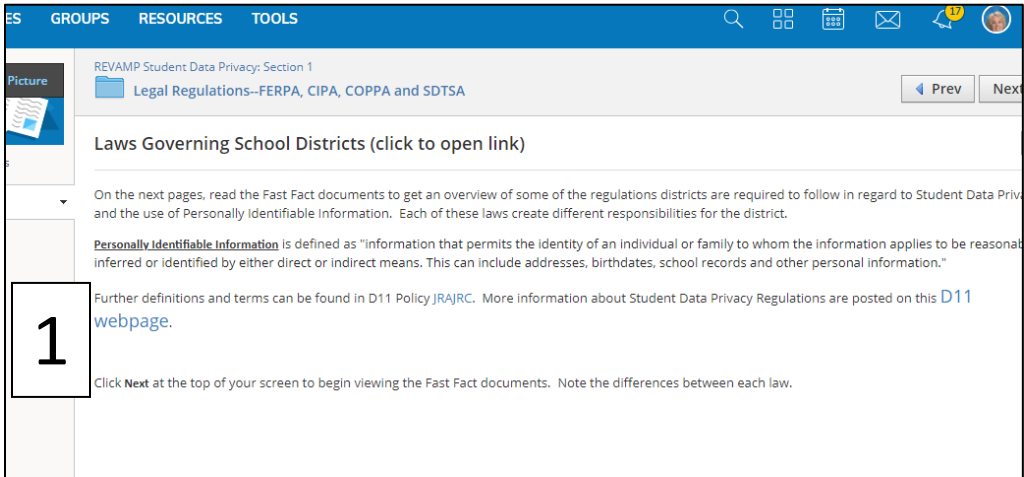 ES GROUPS RESOURCES TOOLS 17
Picture
REVAMP Student Data Privacy: Section 1
Legal Regulations--FERPA, CIPA, COPPA and SDTSA
Prev Next
Laws Governing School Districts (click to open link)
s
On the next pages, read the Fast Fact documents to get an overview of some of the regulations districts are required to follow in regard to Student Data Priva
and the use of Personally Identifiable Information. Each of these laws create different responsibilities for the district.
Personally Identifiable Information is defined as "information that permits the identity of an individual or family to whom the information applies to be reasonab
inferred or identified by either direct or indirect means. This can include addresses, birthdates, school records and other personal information."
Further definitions and terms can be found in D11 Policy JRAJRC. More information about Student Data Privacy Regulations are posted on this D11
webpage.
1
Click Next at the top of your screen to begin viewing the Fast Fact documents. Note the differences between each law.